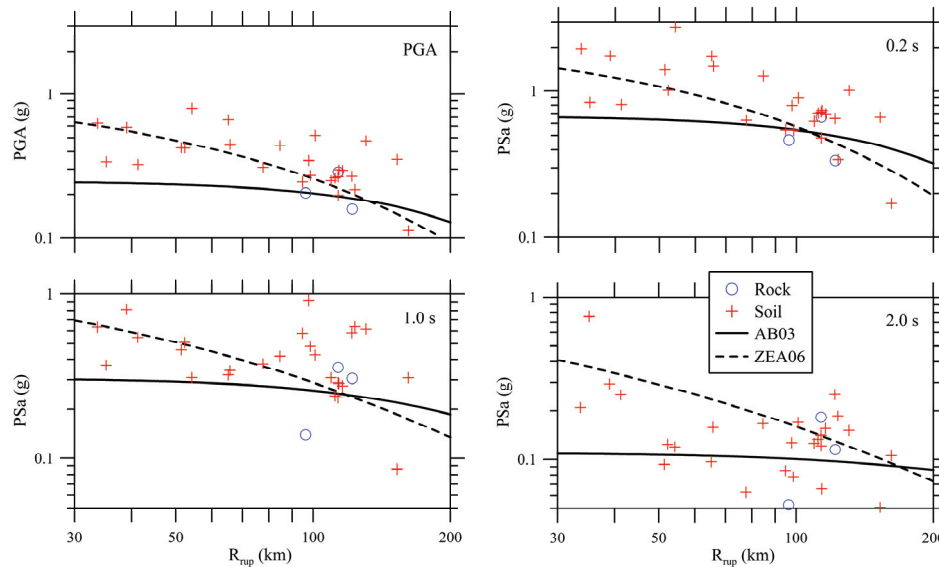 PGA
1
0.1
PGA (g)
0.2 s
1
0.1
PSa (g)
1.0 s
1
0.1
PSa (g)
30 50 100 200
R_rup (km)
2.0 s
1
0.1
PSa (g)
30 50 100 200
R_rup (km)
Rock
Soil
AB03
ZEA06